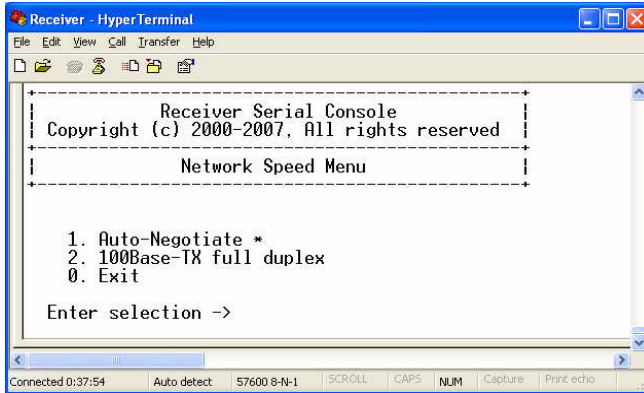 Receiver - HyperTerminal
File Edit View Call Transfer Help
Receiver Serial Console
Copyright (c) 2000-2007, All rights reserved
Network Speed Menu
1. Auto-Negotiate *
2. 100Base-TX full duplex
0. Exit
Enter selection ->
Connected 0:37:54 Auto detect 57600 8-N-1 SCROLL CAPS NUM Capture Print echo